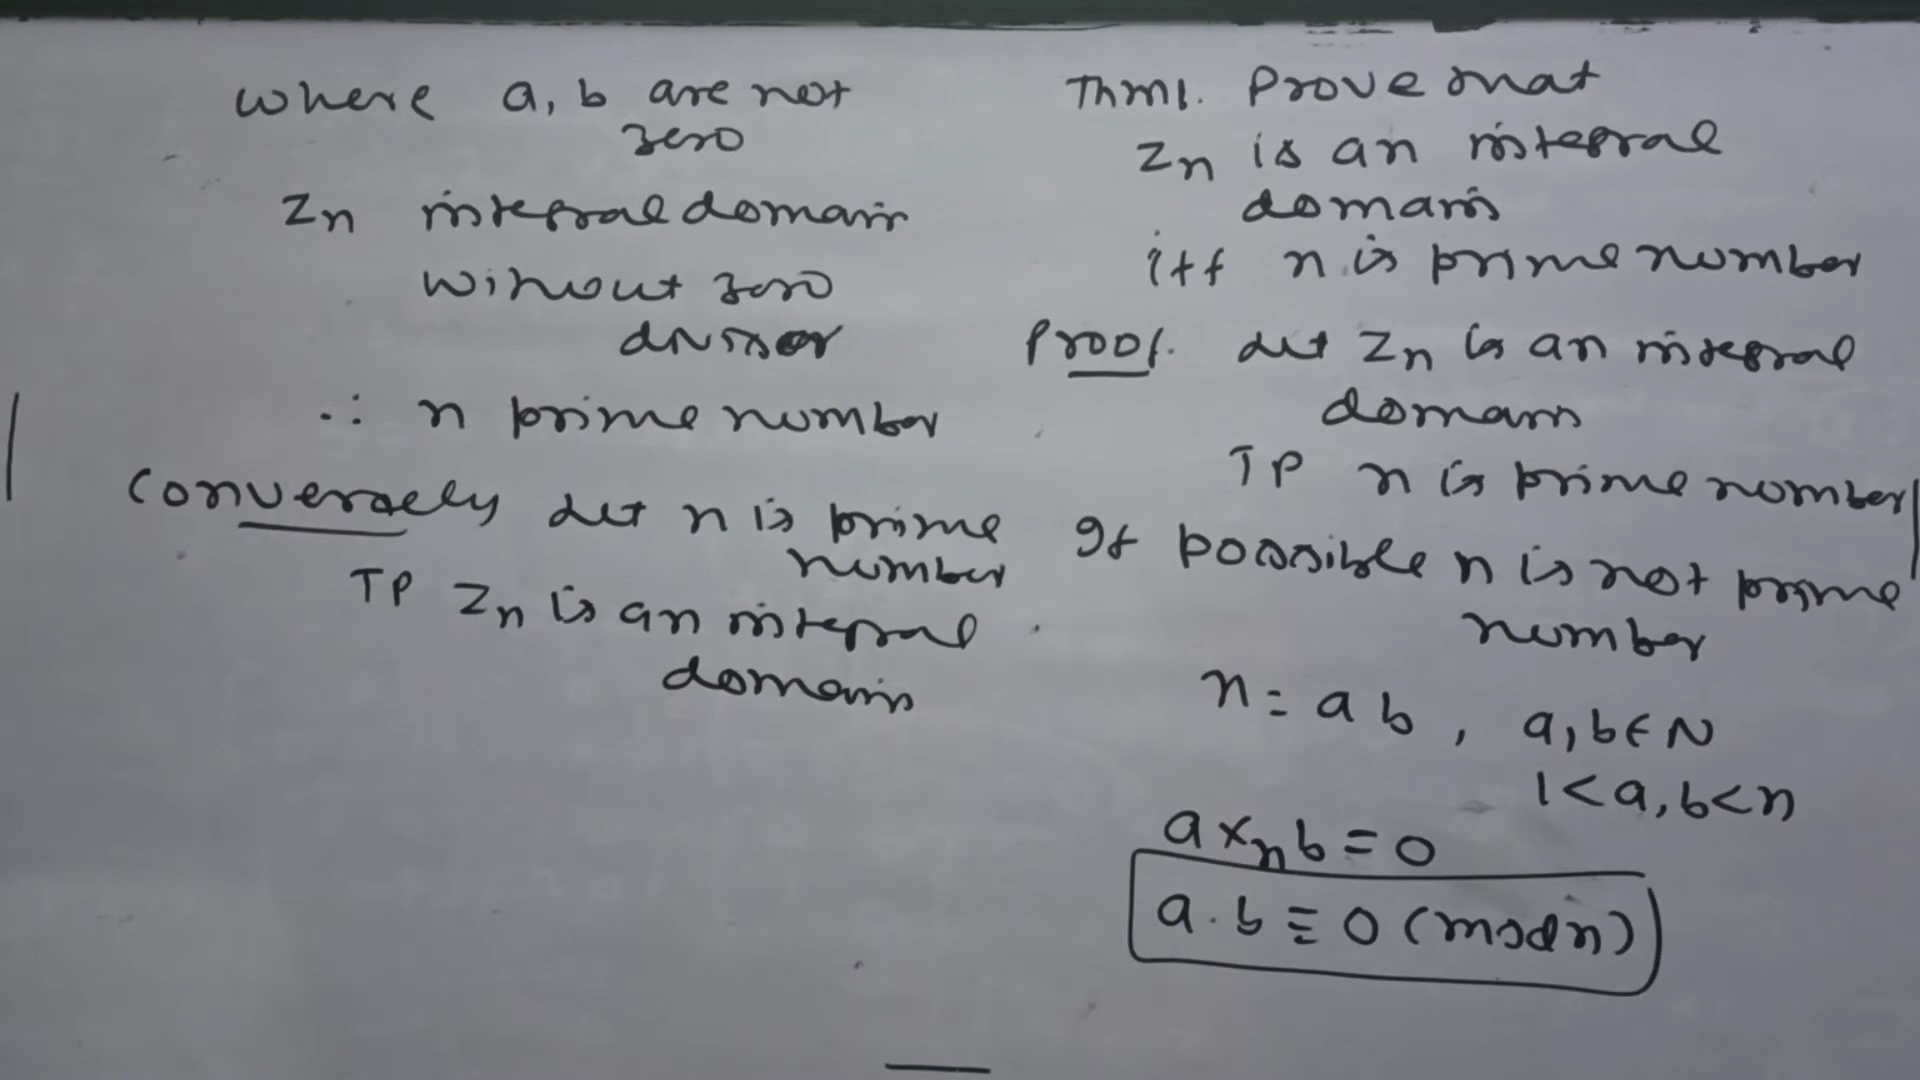 Thm1. Prove that
Zn is an integral
domain
iff n is prime number
Proof. Let Zn is an integral
domain
TP n is prime number
If possible n is not prime
number
n = ab , a,b∈N
1<a,b<n
a ×n b = 0
a.b ≡ 0 (mod n)
where a, b are not
zero
Zn integral domain
without zero
divisor
∴ n prime number
Conversely let n is prime
number
TP Zn is an integral
domain